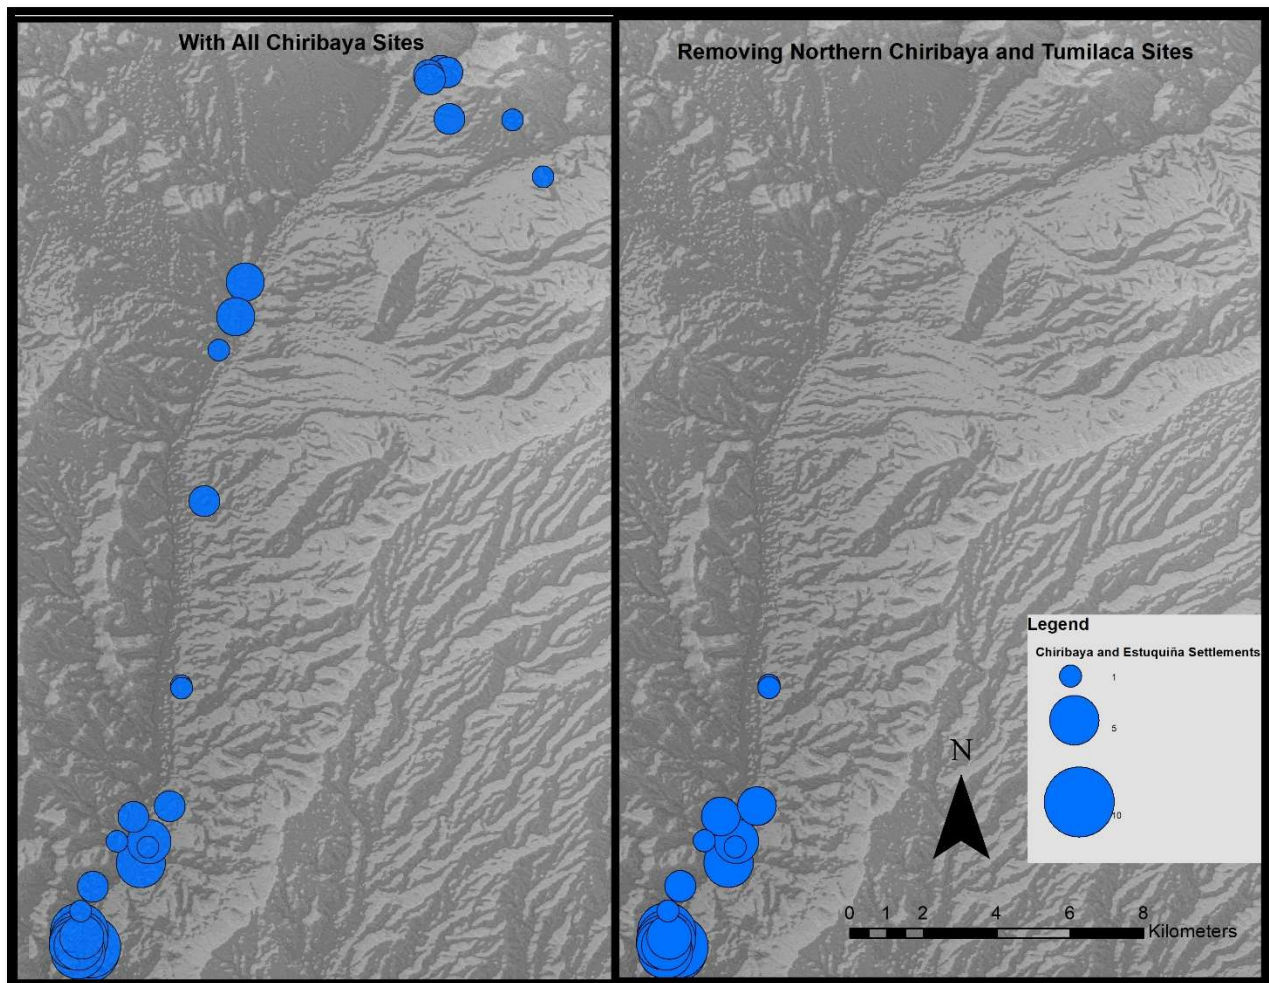 With All Chiribaya Sites
Removing Northern Chiribaya and Tumilaca Sites
Legend
Chiribaya and Estuquiña Settlements
1
5
10
N
0 1 2 4 6 8
Kilometers